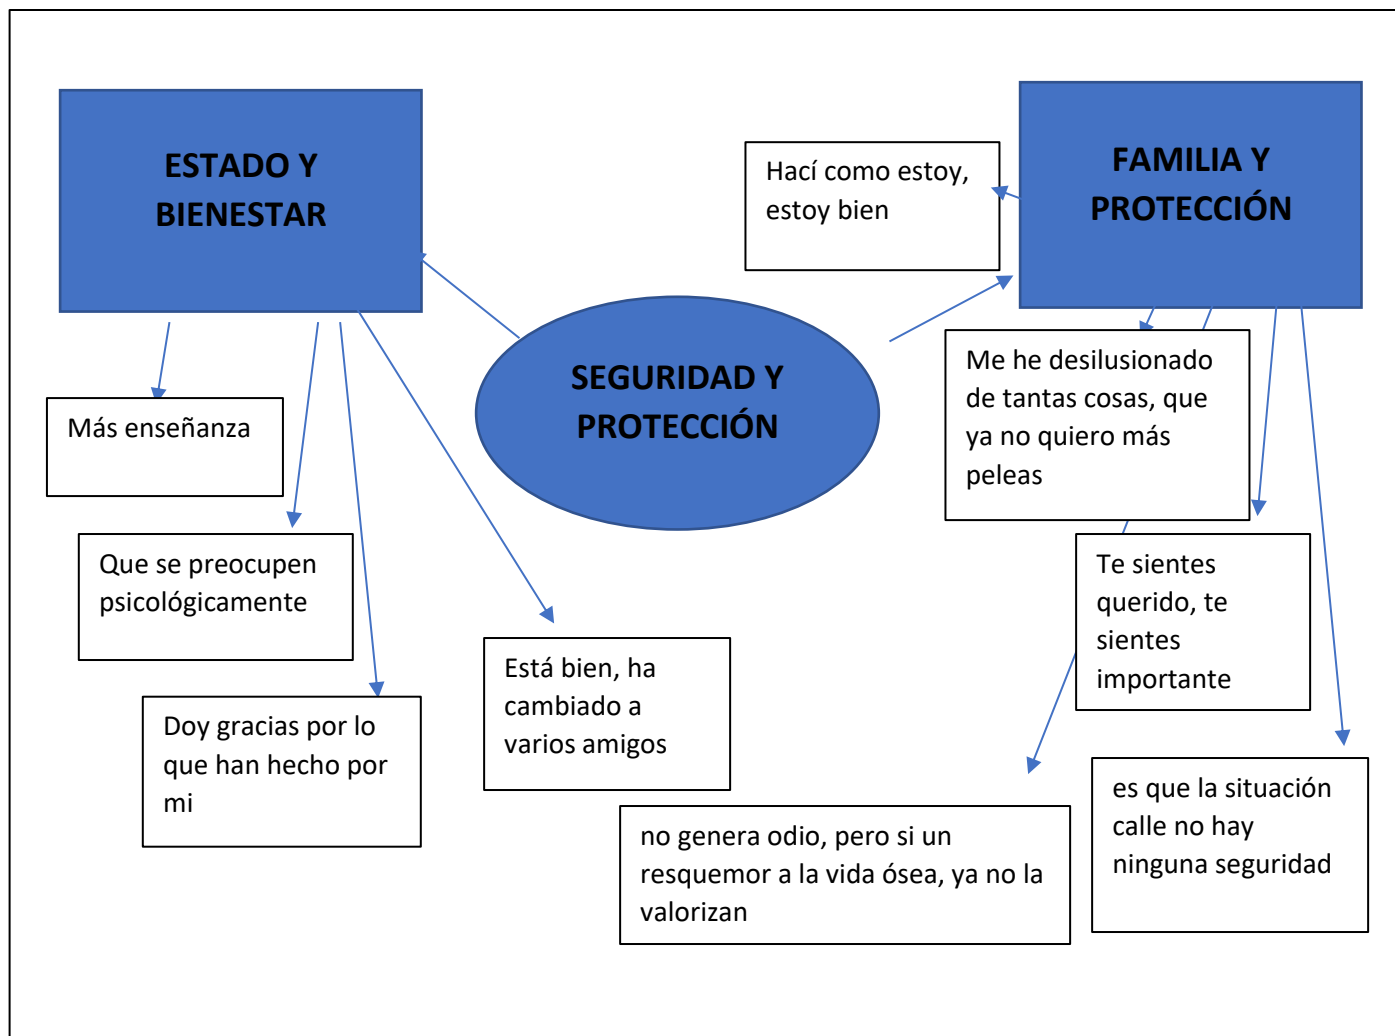 ESTADO Y
BIENESTAR
Hací como estoy,
estoy bien
FAMILIA Y
PROTECCIÓN
SEGURIDAD Y
PROTECCIÓN
Más enseñanza
Que se preocupen
psicológicamente
Doy gracias por lo
que han hecho por
mi
Está bien, ha
cambiado a
varios amigos
Me he desilusionado
de tantas cosas, que
ya no quiero más
peleas
Te sientes
querido, te
sientes
importante
no genera odio, pero si un
resquemor a la vida ósea, ya no la
valorizan
es que la situación
calle no hay
ninguna seguridad